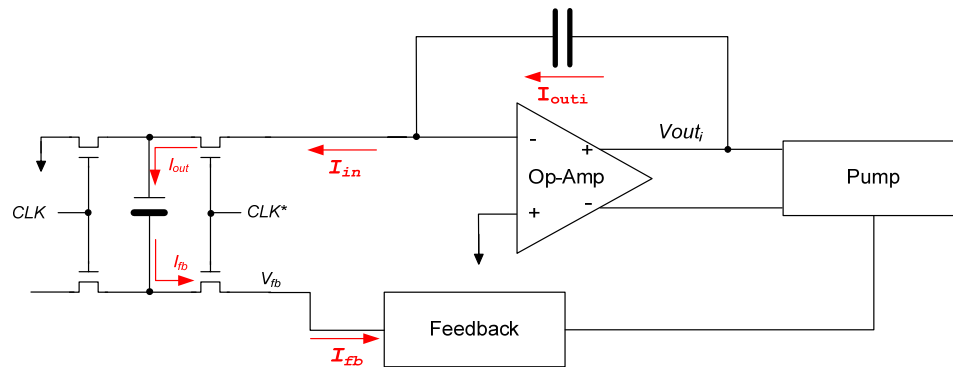 I_outi
Vout_i
-
+
Op-Amp
+
-
Pump
I_in
I_out
CLK
CLK*
I_fb
V_fb
I_fb
Feedback